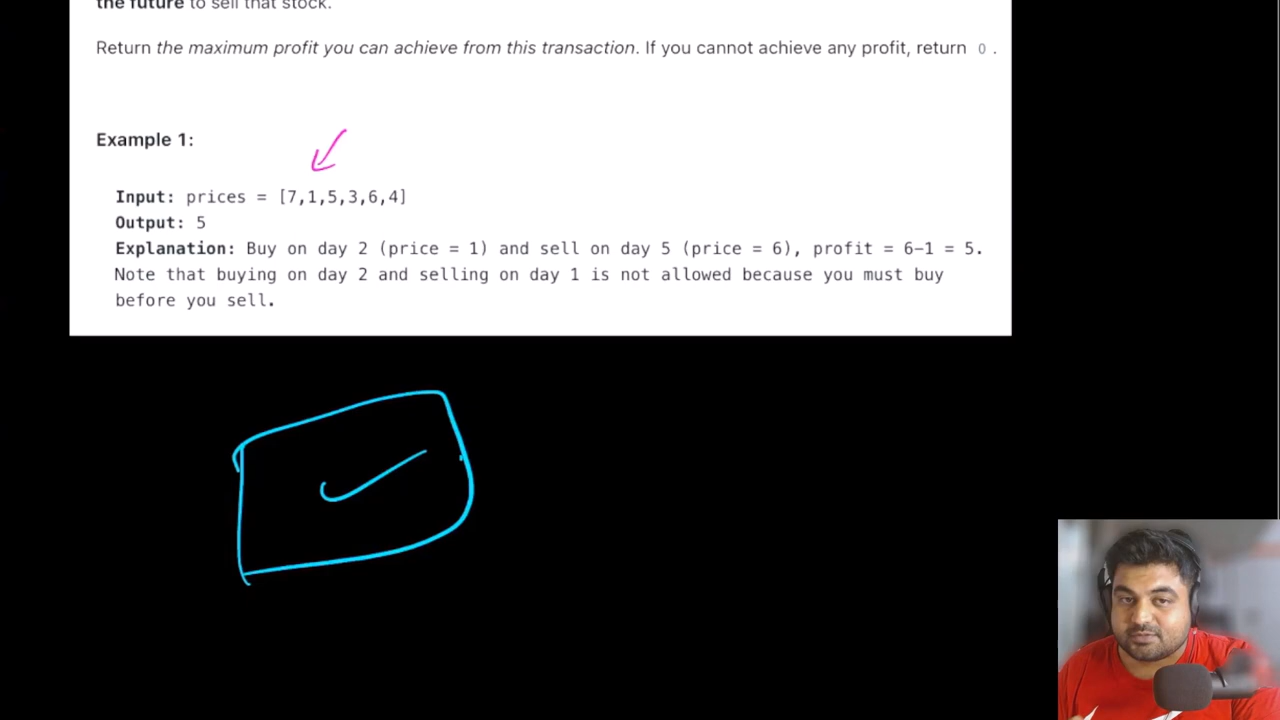 the future to sell that stock.
Return the maximum profit you can achieve from this transaction. If you cannot achieve any profit, return 0 .
Example 1:
Input: prices = [7,1,5,3,6,4]
Output: 5
Explanation: Buy on day 2 (price = 1) and sell on day 5 (price = 6), profit = 6-1 = 5.
Note that buying on day 2 and selling on day 1 is not allowed because you must buy
before you sell.